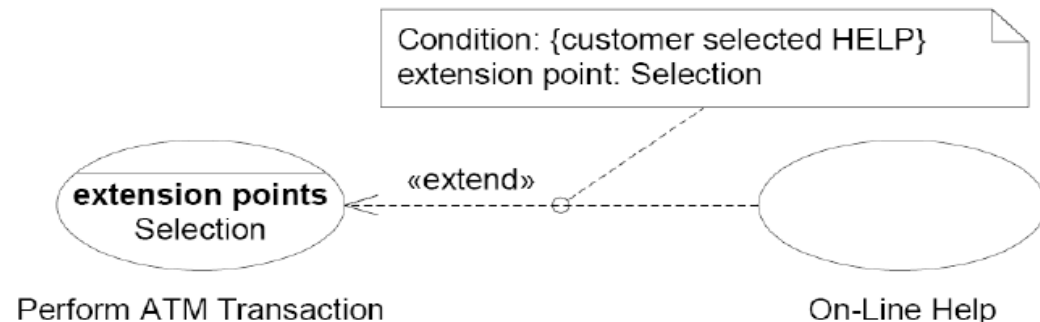 Condition: {customer selected HELP}
extension point: Selection
«extend»
extension points
Selection
Perform ATM Transaction
On-Line Help